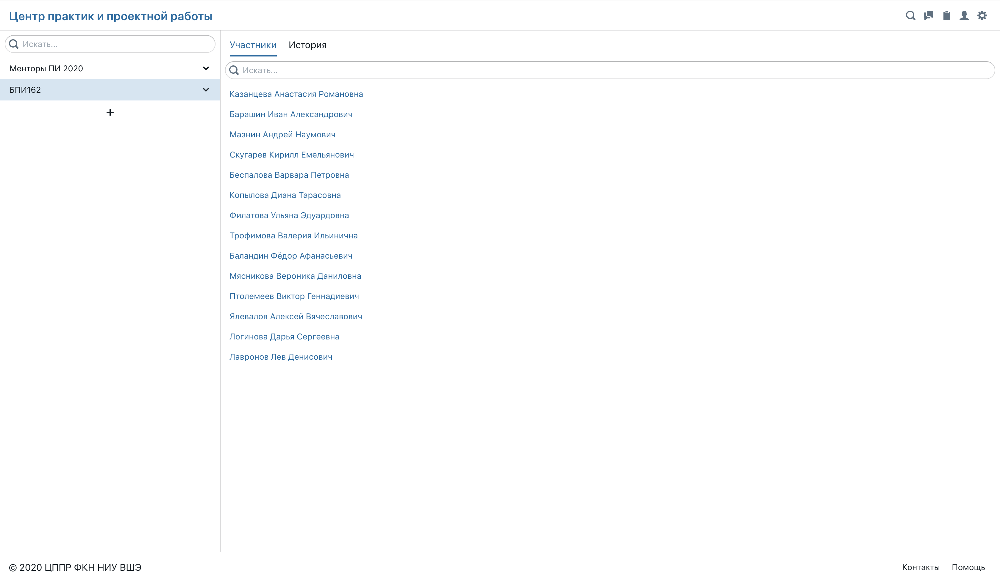 Центр практик и проектной работы
Искать...
Менторы ПИ 2020
БПИ162
Участники История
Искать...
Казанцева Анастасия Романовна
Барашин Иван Александрович
Мазнин Андрей Наумович
Скугарев Кирилл Емельянович
Беспалова Варвара Петровна
Копылова Диана Тарасовна
Филатова Ульяна Эдуардовна
Трофимова Валерия Ильинична
Баландин Фёдор Афанасьевич
Мясникова Вероника Даниловна
Птолемеев Виктор Геннадиевич
Ялевалов Алексей Вячеславович
Логинова Дарья Сергеевна
Лавронов Лев Денисович
© 2020 ЦППР ФКН НИУ ВШЭ
Контакты Помощь